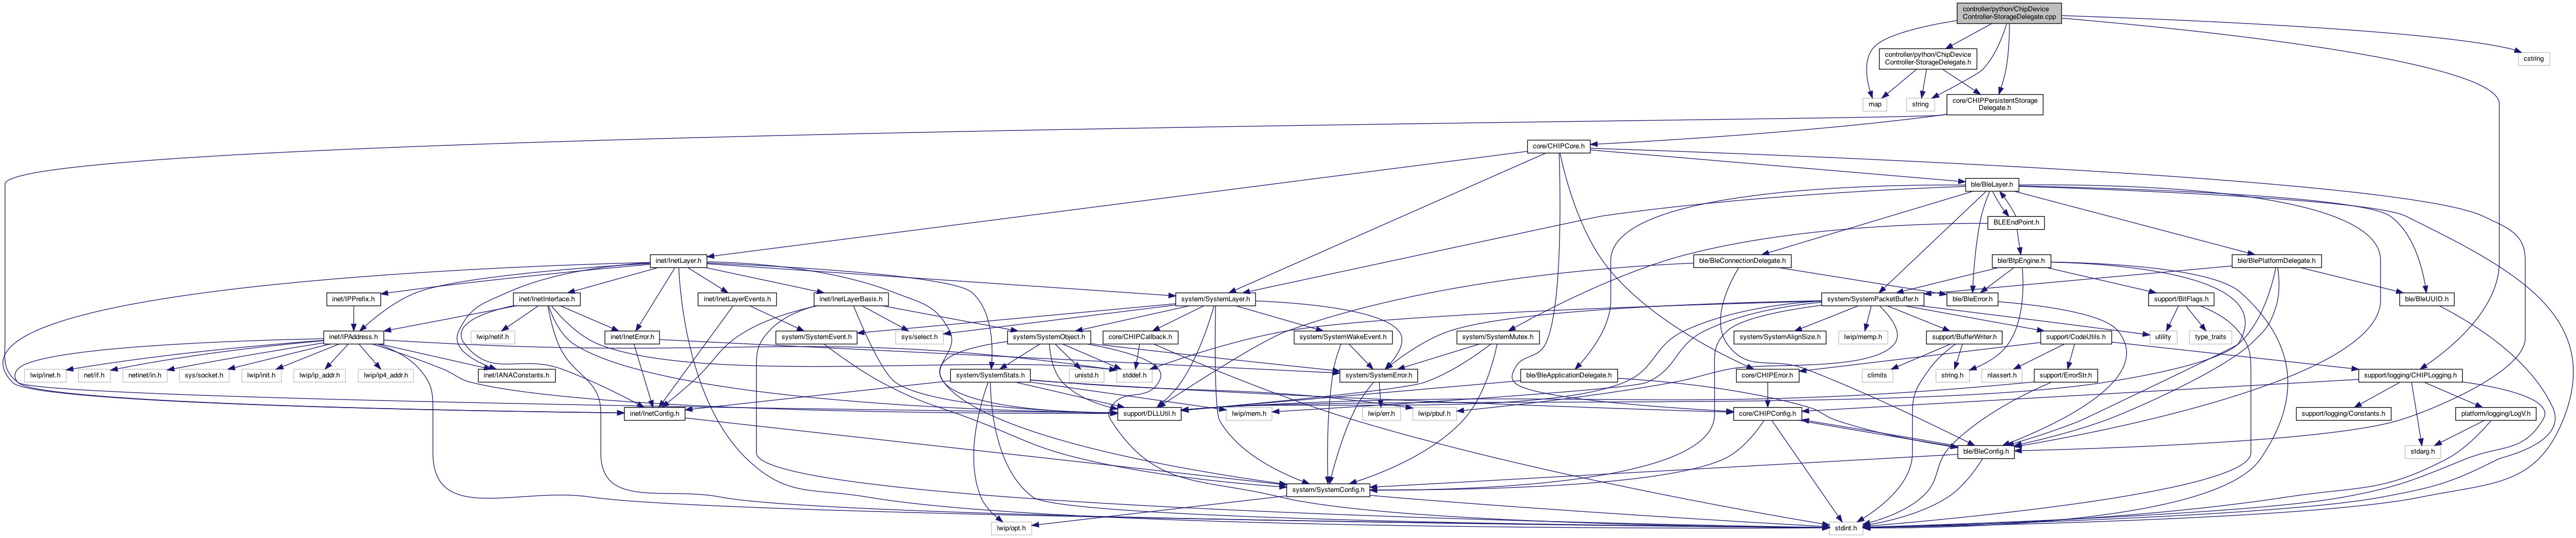 controller/python/ChipDevice
Controller-StorageDelegate.cpp
controller/python/ChipDevice
Controller-StorageDelegate.h
cstring
map
string
core/CHIPPersistentStorage
Delegate.h
core/CHIPCore.h
ble/BleLayer.h
BLEEndPoint.h
inet/InetLayer.h
ble/BleConnectionDelegate.h
ble/BtpEngine.h
ble/BlePlatformDelegate.h
inet/IPPrefix.h
inet/InetInterface.h
inet/InetLayerEvents.h
inet/InetLayerBasis.h
system/SystemLayer.h
system/SystemPacketBuffer.h
ble/BleError.h
support/BitFlags.h
ble/BleUUID.h
inet/IPAddress.h
lwip/netif.h
inet/InetError.h
system/SystemEvent.h
sys/select.h
system/SystemObject.h
core/CHIPCallback.h
system/SystemWakeEvent.h
system/SystemMutex.h
system/SystemAlignSize.h
lwip/memp.h
support/BufferWriter.h
support/CodeUtils.h
utility
type_traits
lwip/inet.h
net/if.h
netinet/in.h
sys/socket.h
lwip/init.h
lwip/ip_addr.h
lwip/ip4_addr.h
inet/IANAConstants.h
system/SystemStats.h
unistd.h
stddef.h
system/SystemError.h
ble/BleApplicationDelegate.h
core/CHIPError.h
climits
string.h
nlassert.h
support/ErrorStr.h
support/logging/CHIPLogging.h
inet/InetConfig.h
support/DLLUtil.h
lwip/mem.h
lwip/err.h
lwip/pbuf.h
core/CHIPConfig.h
support/logging/Constants.h
platform/logging/LogV.h
ble/BleConfig.h
stdarg.h
system/SystemConfig.h
lwip/opt.h
stdint.h